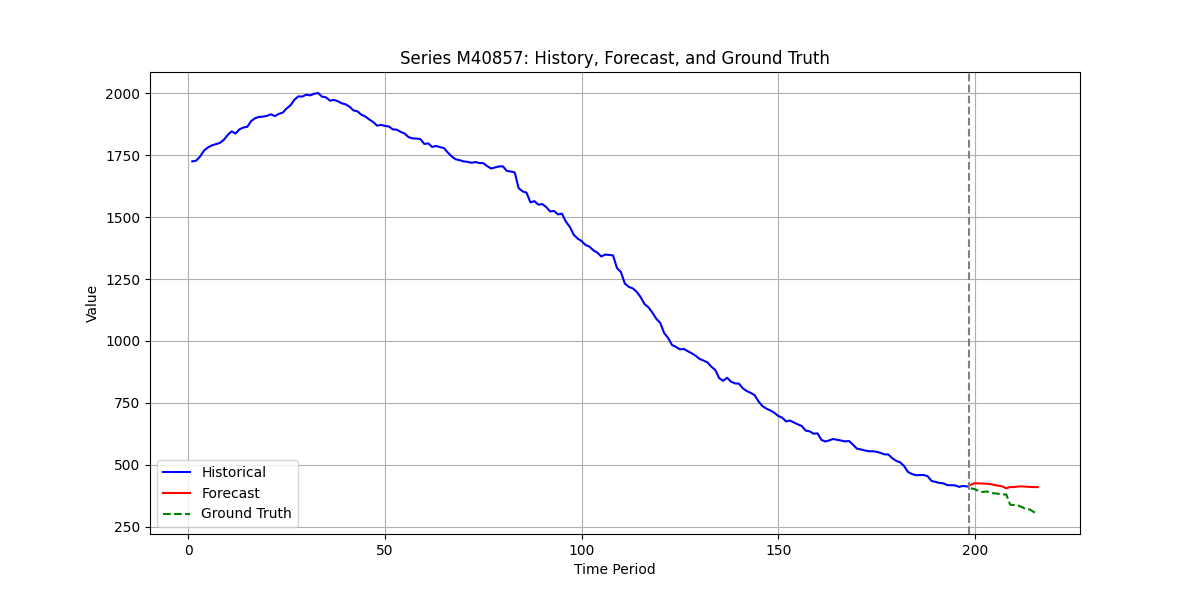 Series M40857: History, Forecast, and Ground Truth
Value
2000
1750
1500
1250
1000
750
500
250
Historical
Forecast
Ground Truth
0 50 100 150 200
Time Period